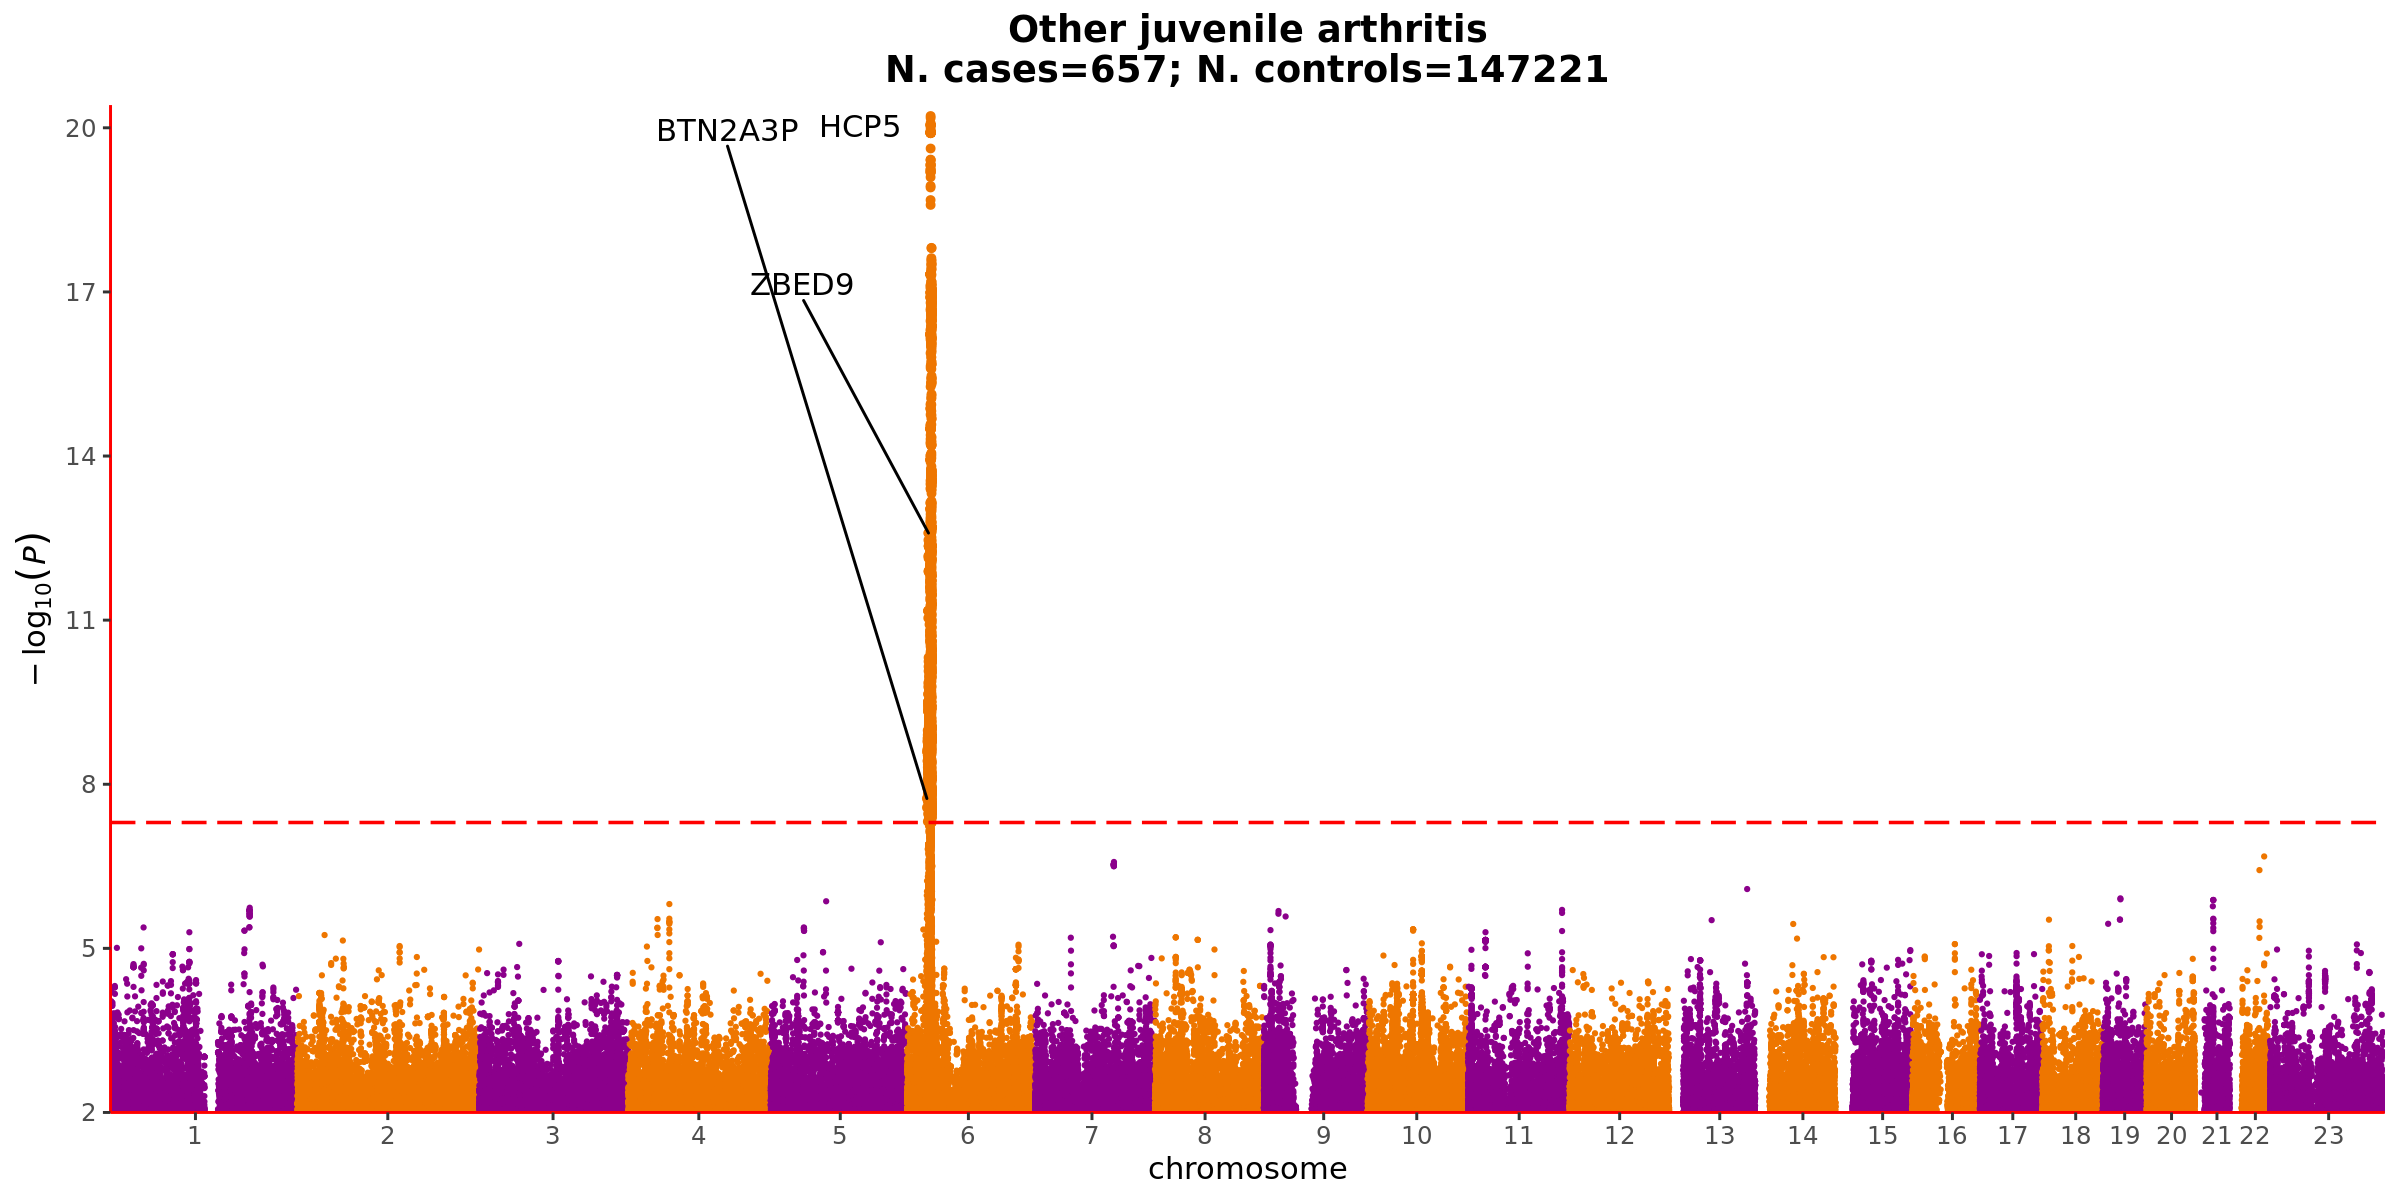 Other juvenile arthritis
N. cases=657; N. controls=147221
BTN2A3P HCP5
ZBED9
20
17
14
11
8
5
2
− log10(P)
1 2 3 4 5 6 7 8 9 10 11 12 13 14 15 16 17 18 19 20 21 22 23
chromosome